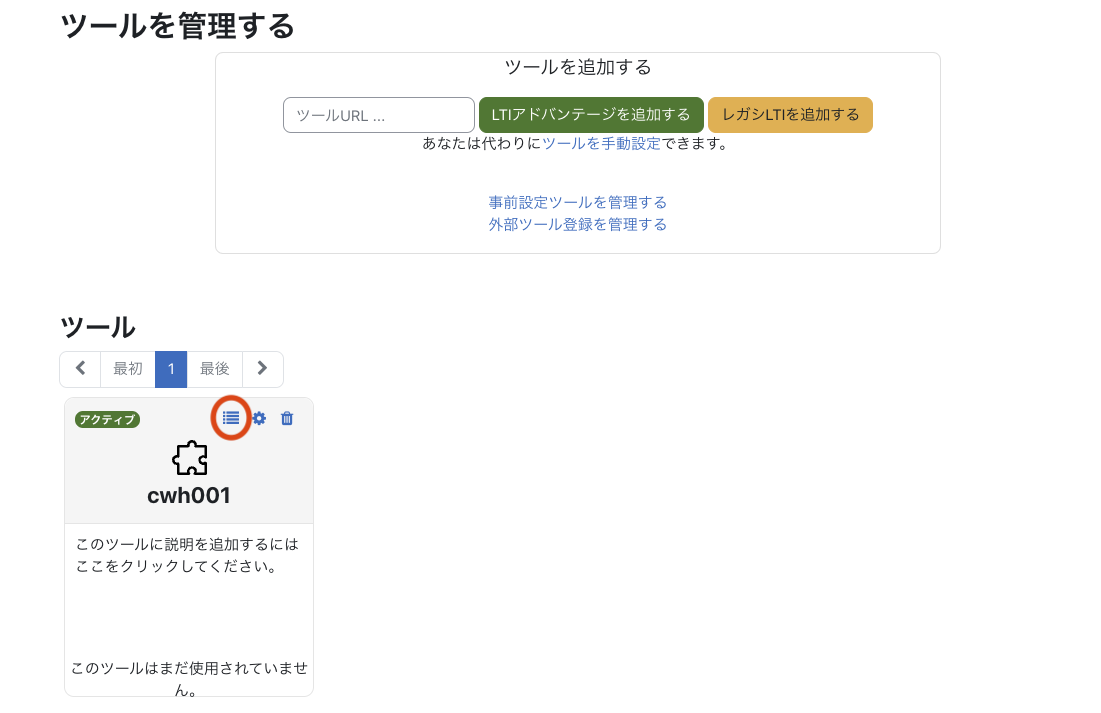 ツールを管理する
ツールを追加する
ツールURL ...
LTIアドバンテージを追加する
レガシLTIを追加する
あなたは代わりにツールを手動設定できます。
事前設定ツールを管理する
外部ツール登録を管理する
ツール
最初
1
最後
アクティブ
cwh001
このツールに説明を追加するには
ここをクリックしてください。
このツールはまだ使用されていませ
ん。